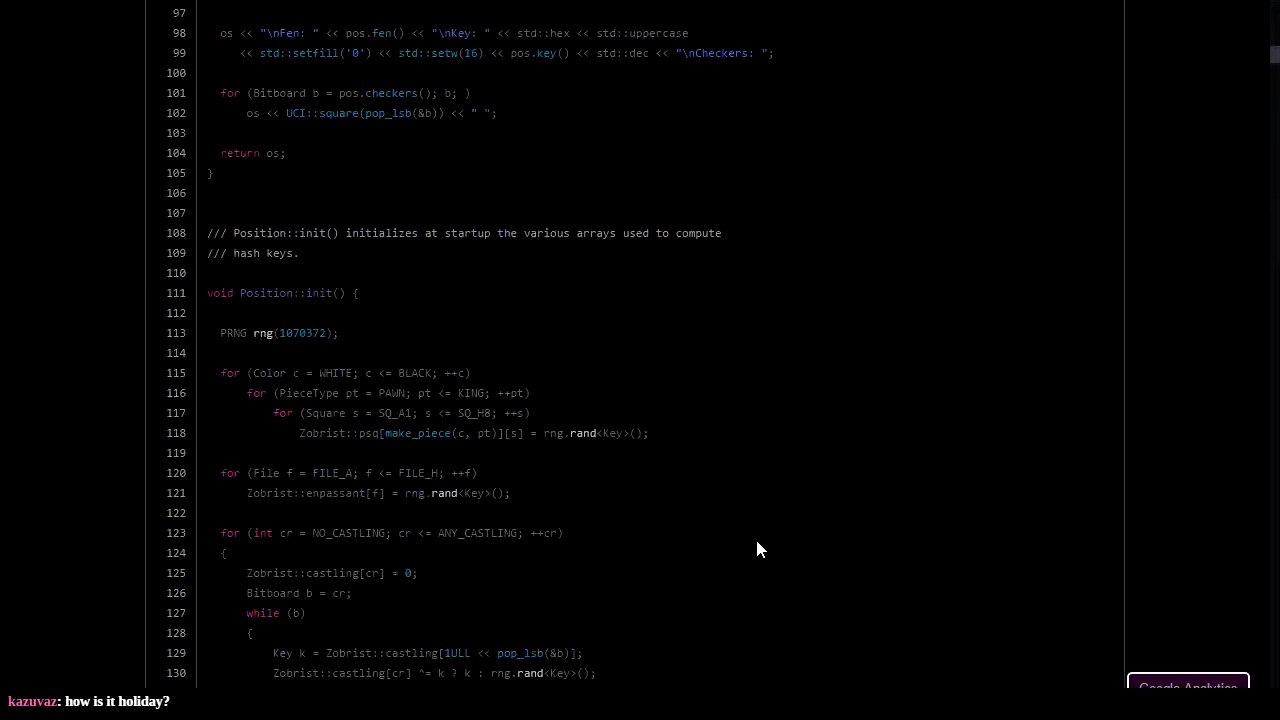 97
98 os << "\nFen: " << pos.fen() << "\nKey: " << std::hex << std::uppercase
99 << std::setfill('0') << std::setw(16) << pos.key() << std::dec << "\nCheckers: ";
100
101 for (Bitboard b = pos.checkers(); b; )
102 os << UCI::square(pop_lsb(&b)) << " ";
103
104 return os;
105 }
106
107
108 /// Position::init() initializes at startup the various arrays used to compute
109 /// hash keys.
110
111 void Position::init() {
112
113 PRNG rng(1070372);
114
115 for (Color c = WHITE; c <= BLACK; ++c)
116 for (PieceType pt = PAWN; pt <= KING; ++pt)
117 for (Square s = SQ_A1; s <= SQ_H8; ++s)
118 Zobrist::psq[make_piece(c, pt)][s] = rng.rand<Key>();
119
120 for (File f = FILE_A; f <= FILE_H; ++f)
121 Zobrist::enpassant[f] = rng.rand<Key>();
122
123 for (int cr = NO_CASTLING; cr <= ANY_CASTLING; ++cr)
124 {
125 Zobrist::castling[cr] = 0;
126 Bitboard b = cr;
127 while (b)
128 {
129 Key k = Zobrist::castling[1ULL << pop_lsb(&b)];
130 Zobrist::castling[cr] ^= k ? k : rng.rand<Key>();
Google Analytics
kazuvaz: how is it holiday?